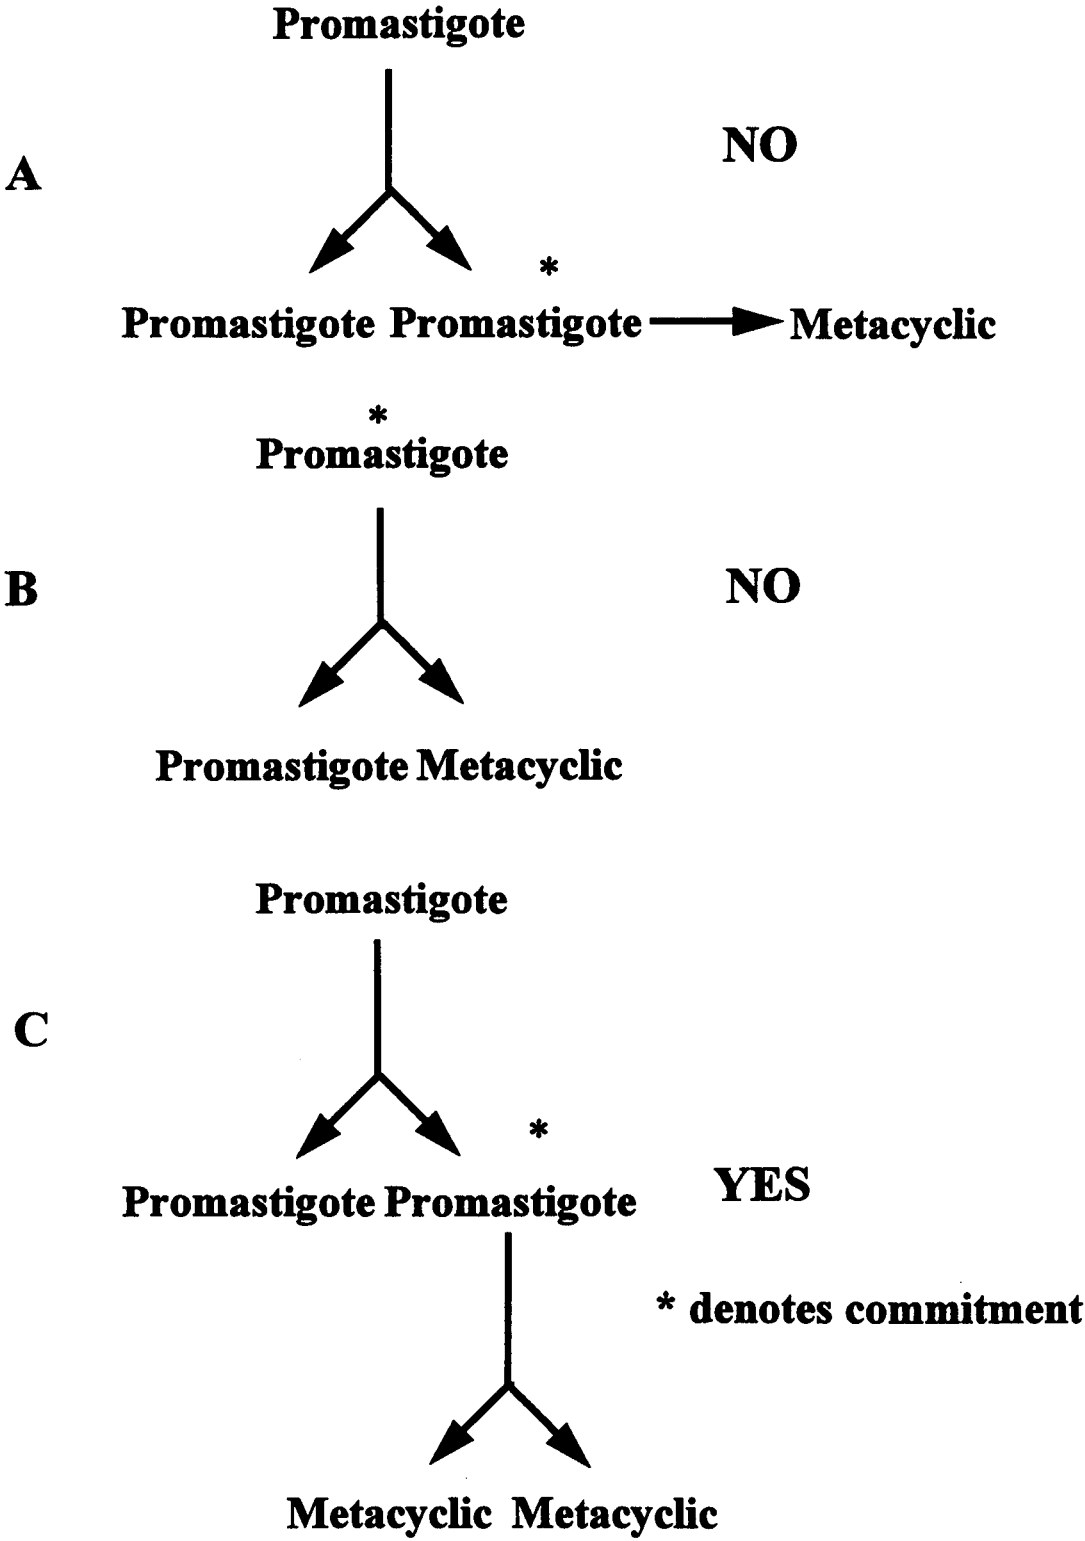 Promastigote
A
NO
*
Promastigote Promastigote Metacyclic
*
Promastigote
B
NO
Promastigote Metacyclic
Promastigote
C
*
Promastigote Promastigote
YES
* denotes commitment
Metacyclic Metacyclic